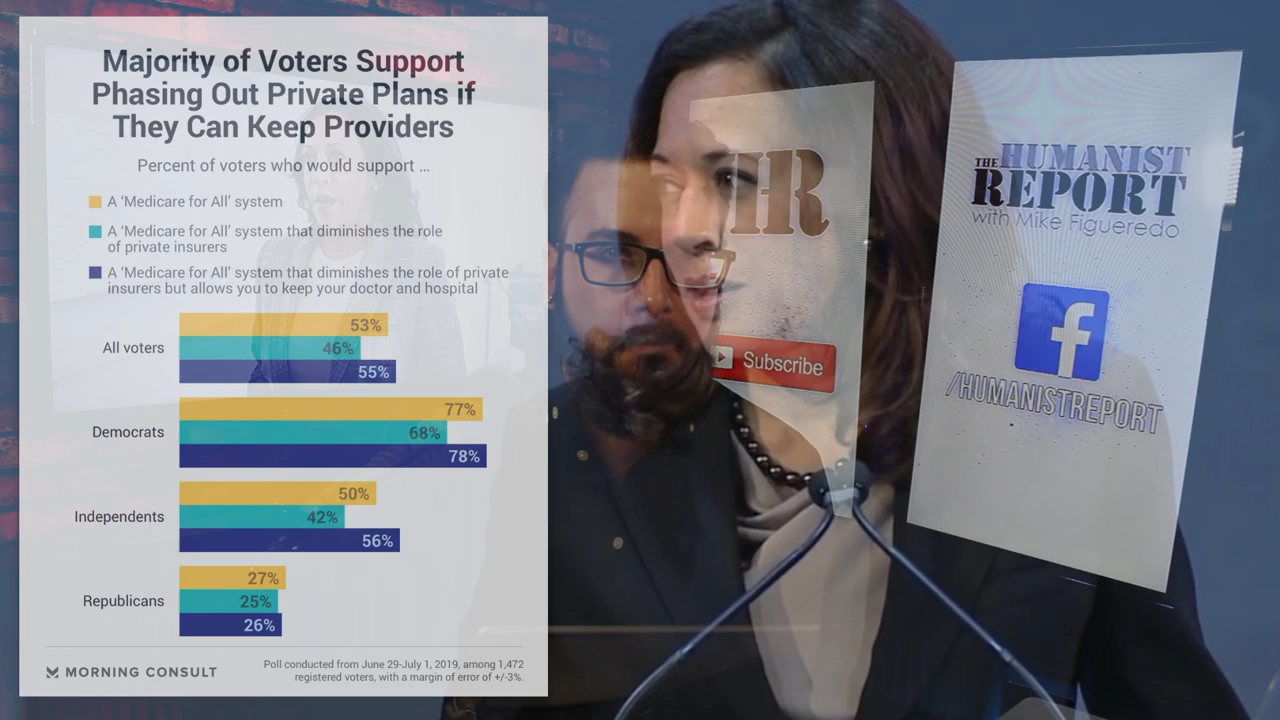 Majority of Voters Support
Phasing Out Private Plans if
They Can Keep Providers
Percent of voters who would support ...
A ‘Medicare for All’ system
A ‘Medicare for All’ system that diminishes the role
of private insurers
A ‘Medicare for All’ system that diminishes the role of private
insurers but allows you to keep your doctor and hospital
All voters
53%
46%
55%
Democrats
77%
68%
78%
Independents
50%
42%
56%
Republicans
27%
25%
26%
MORNING CONSULT
Poll conducted from June 29-July 1, 2019, among 1,472
registered voters, with a margin of error of +/-3%.
HR
Subscribe
THE HUMANIST
REPORT
with Mike Figueredo
f
/HUMANISTREPORT